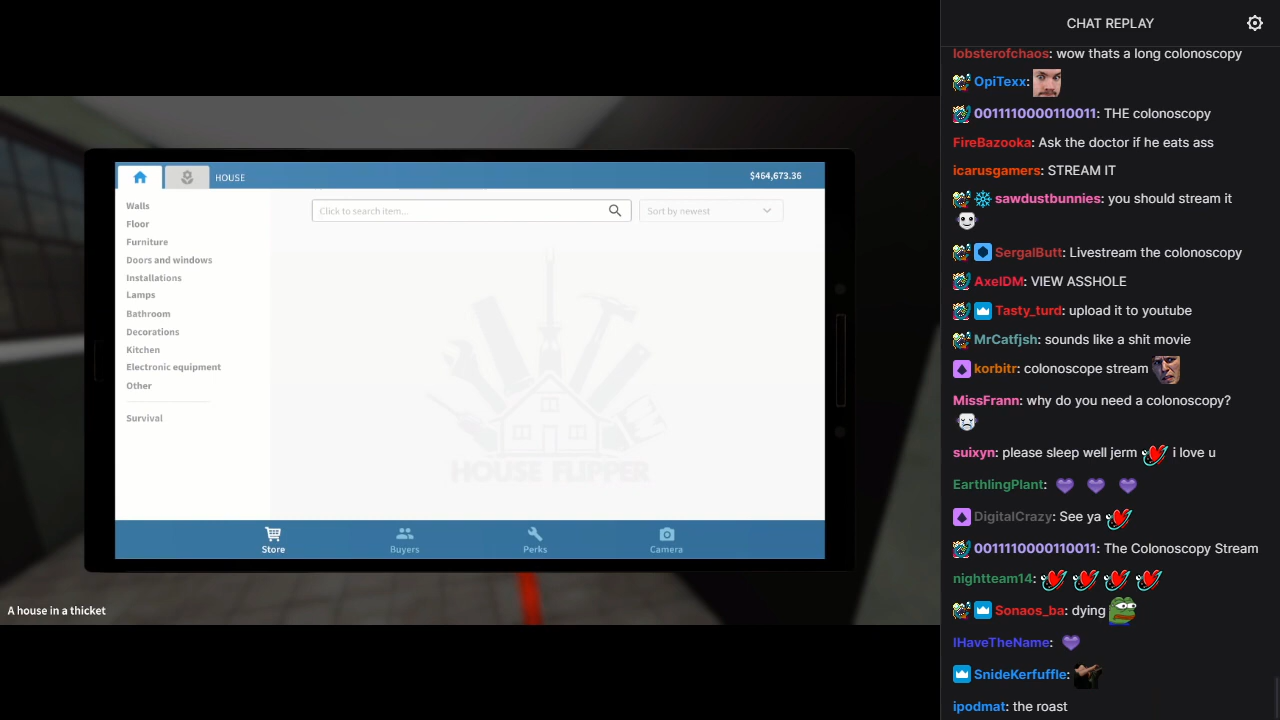 HOUSE
$464,673.36
Walls
Floor
Furniture
Doors and windows
Installations
Lamps
Bathroom
Decorations
Kitchen
Electronic equipment
Other
Survival
Click to search item...
Sort by newest
HOUSE FLIPPER
Store
Buyers
Perks
Camera
A house in a thicket
CHAT REPLAY
lobsterofchaos: wow thats a long colonoscopy
OpiTexx:
0011110000110011: THE colonoscopy
FireBazooka: Ask the doctor if he eats ass
icarusgamers: STREAM IT
sawdustbunnies: you should stream it
SergalButt: Livestream the colonoscopy
AxelDM: VIEW ASSHOLE
Tasty_turd: upload it to youtube
MrCatfjsh: sounds like a shit movie
korbitr: colonoscope stream
MissFrann: why do you need a colonoscopy?
suixyn: please sleep well jerm i love u
EarthlingPlant:
DigitalCrazy: See ya
0011110000110011: The Colonoscopy Stream
nightteam14:
Sonaos_ba: dying
IHaveTheName:
SnideKerfuffle:
ipodmat: the roast